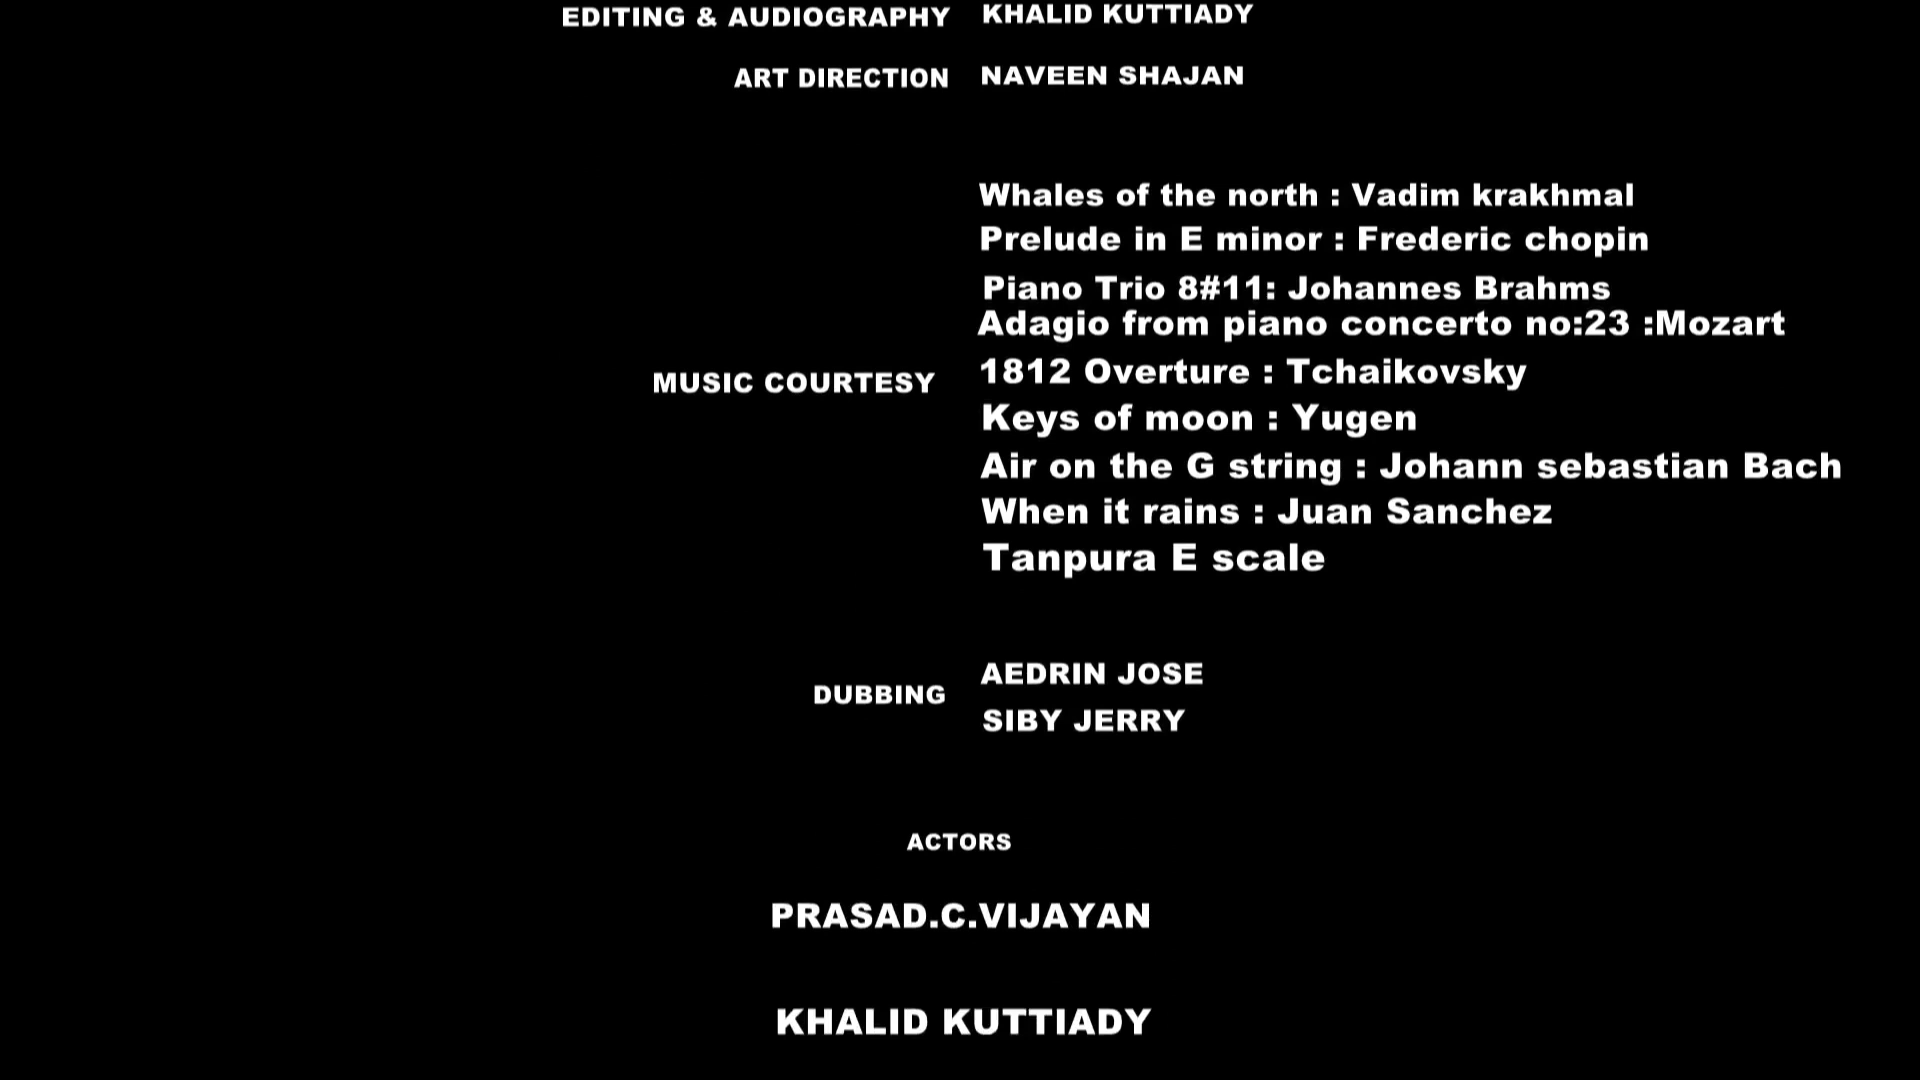 EDITING & AUDIOGRAPHY KHALID KUTTIADY
ART DIRECTION NAVEEN SHAJAN
MUSIC COURTESY
Whales of the north : Vadim krakhmal
Prelude in E minor : Frederic chopin
Piano Trio 8#11: Johannes Brahms
Adagio from piano concerto no:23 :Mozart
1812 Overture : Tchaikovsky
Keys of moon : Yugen
Air on the G string : Johann sebastian Bach
When it rains : Juan Sanchez
Tanpura E scale
DUBBING
AEDRIN JOSE
SIBY JERRY
ACTORS
PRASAD.C.VIJAYAN
KHALID KUTTIADY